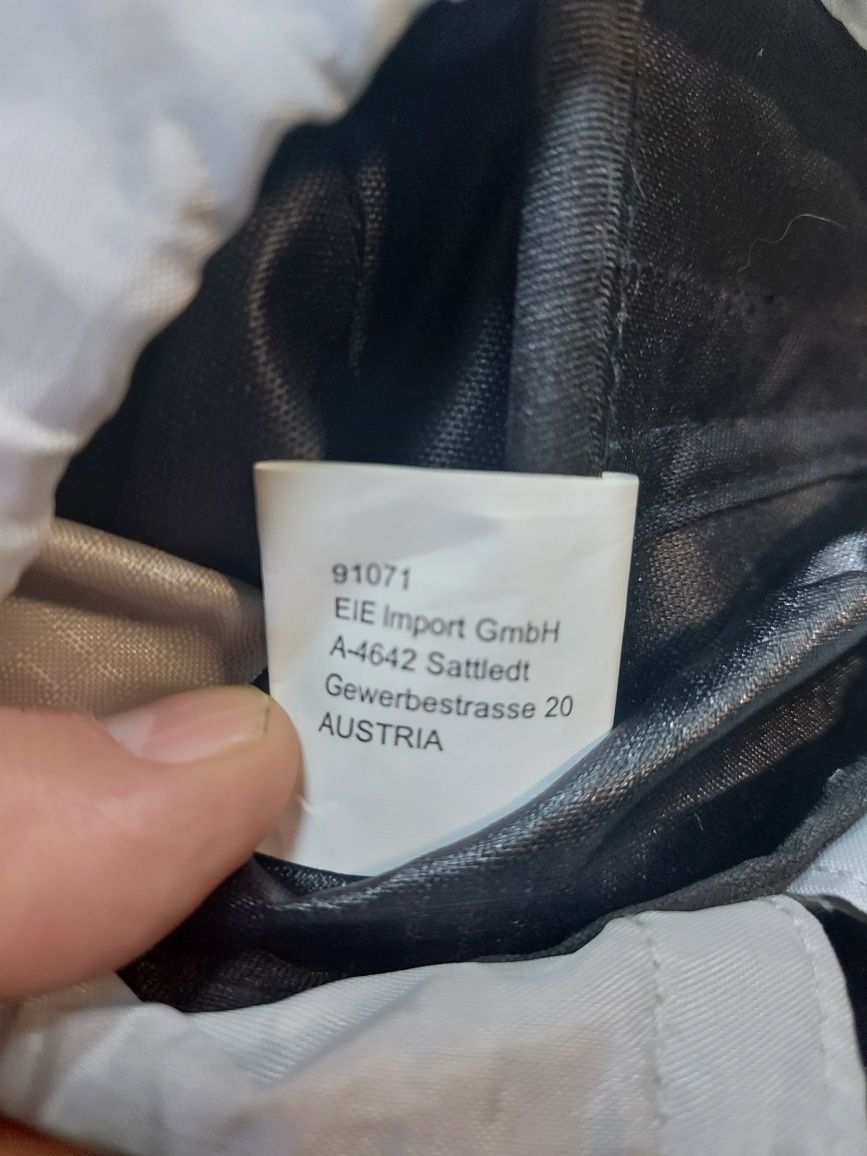 91071
EIE Import GmbH
A-4642 Sattledt
Gewerbestrasse 20
AUSTRIA